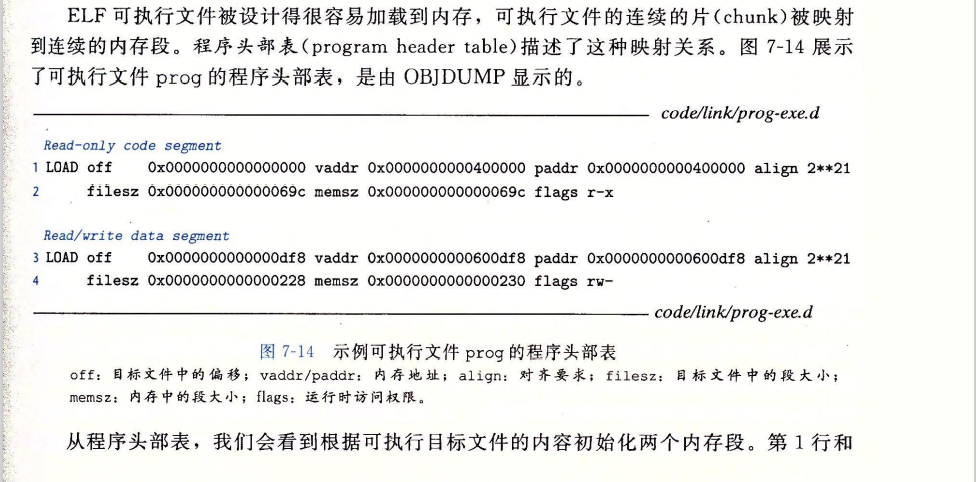 ELF 可执行文件被设计得很容易加载到内存，可执行文件的连续的片(chunk)被映射
到连续的内存段。程序头部表(program header table)描述了这种映射关系。图 7-14 展示
了可执行文件 prog 的程序头部表，是由 OBJDUMP 显示的。
code/link/prog-exe.d
Read-only code segment
1 LOAD off 0x0000000000000000 vaddr 0x0000000000400000 paddr 0x0000000000400000 align 2**21
2 filesz 0x000000000000069c memsz 0x000000000000069c flags r-x
Read/write data segment
3 LOAD off 0x0000000000000df8 vaddr 0x0000000000600df8 paddr 0x0000000000600df8 align 2**21
4 filesz 0x0000000000000228 memsz 0x0000000000000230 flags rw-
code/link/prog-exe.d
图 7-14 示例可执行文件 prog 的程序头部表
off：目标文件中的偏移；vaddr/paddr：内存地址；align：对齐要求；filesz：目标文件中的段大小；
memsz：内存中的段大小；flags：运行时访问权限。
从程序头部表，我们会看到根据可执行目标文件的内容初始化两个内存段。第 1 行和